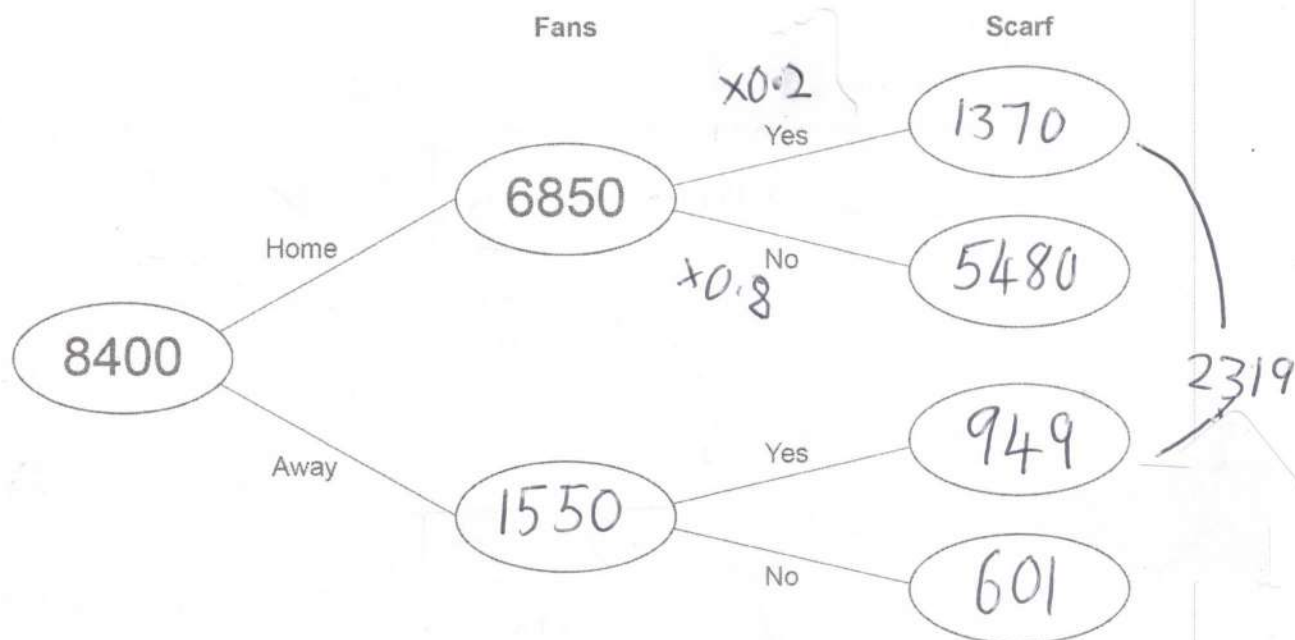 Fans Scarf
×0.2
Yes 1370
6850
Home No 5480
×0.8
8400
2319
Away Yes 949
1550
No 601